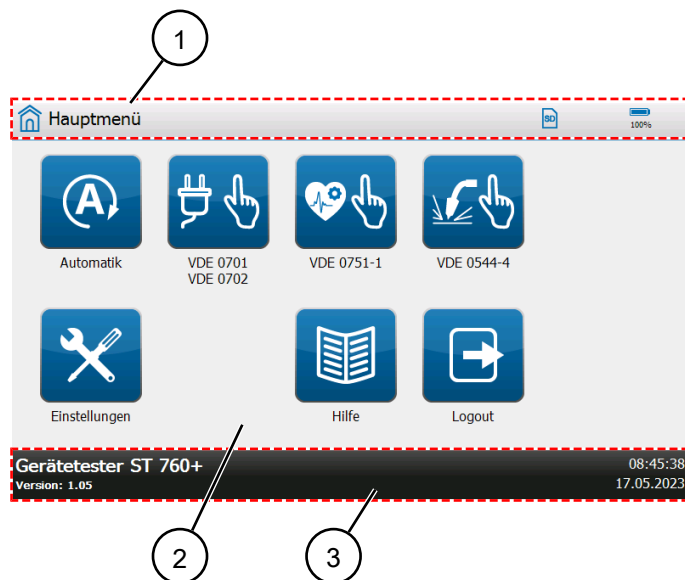 1
Hauptmenü
SD
100%
A
Automatik
VDE 0701
VDE 0702
VDE 0751-1
VDE 0544-4
Einstellungen
Hilfe
Logout
Gerätetester ST 760+
Version: 1.05
08:45:38
17.05.2023
2
3